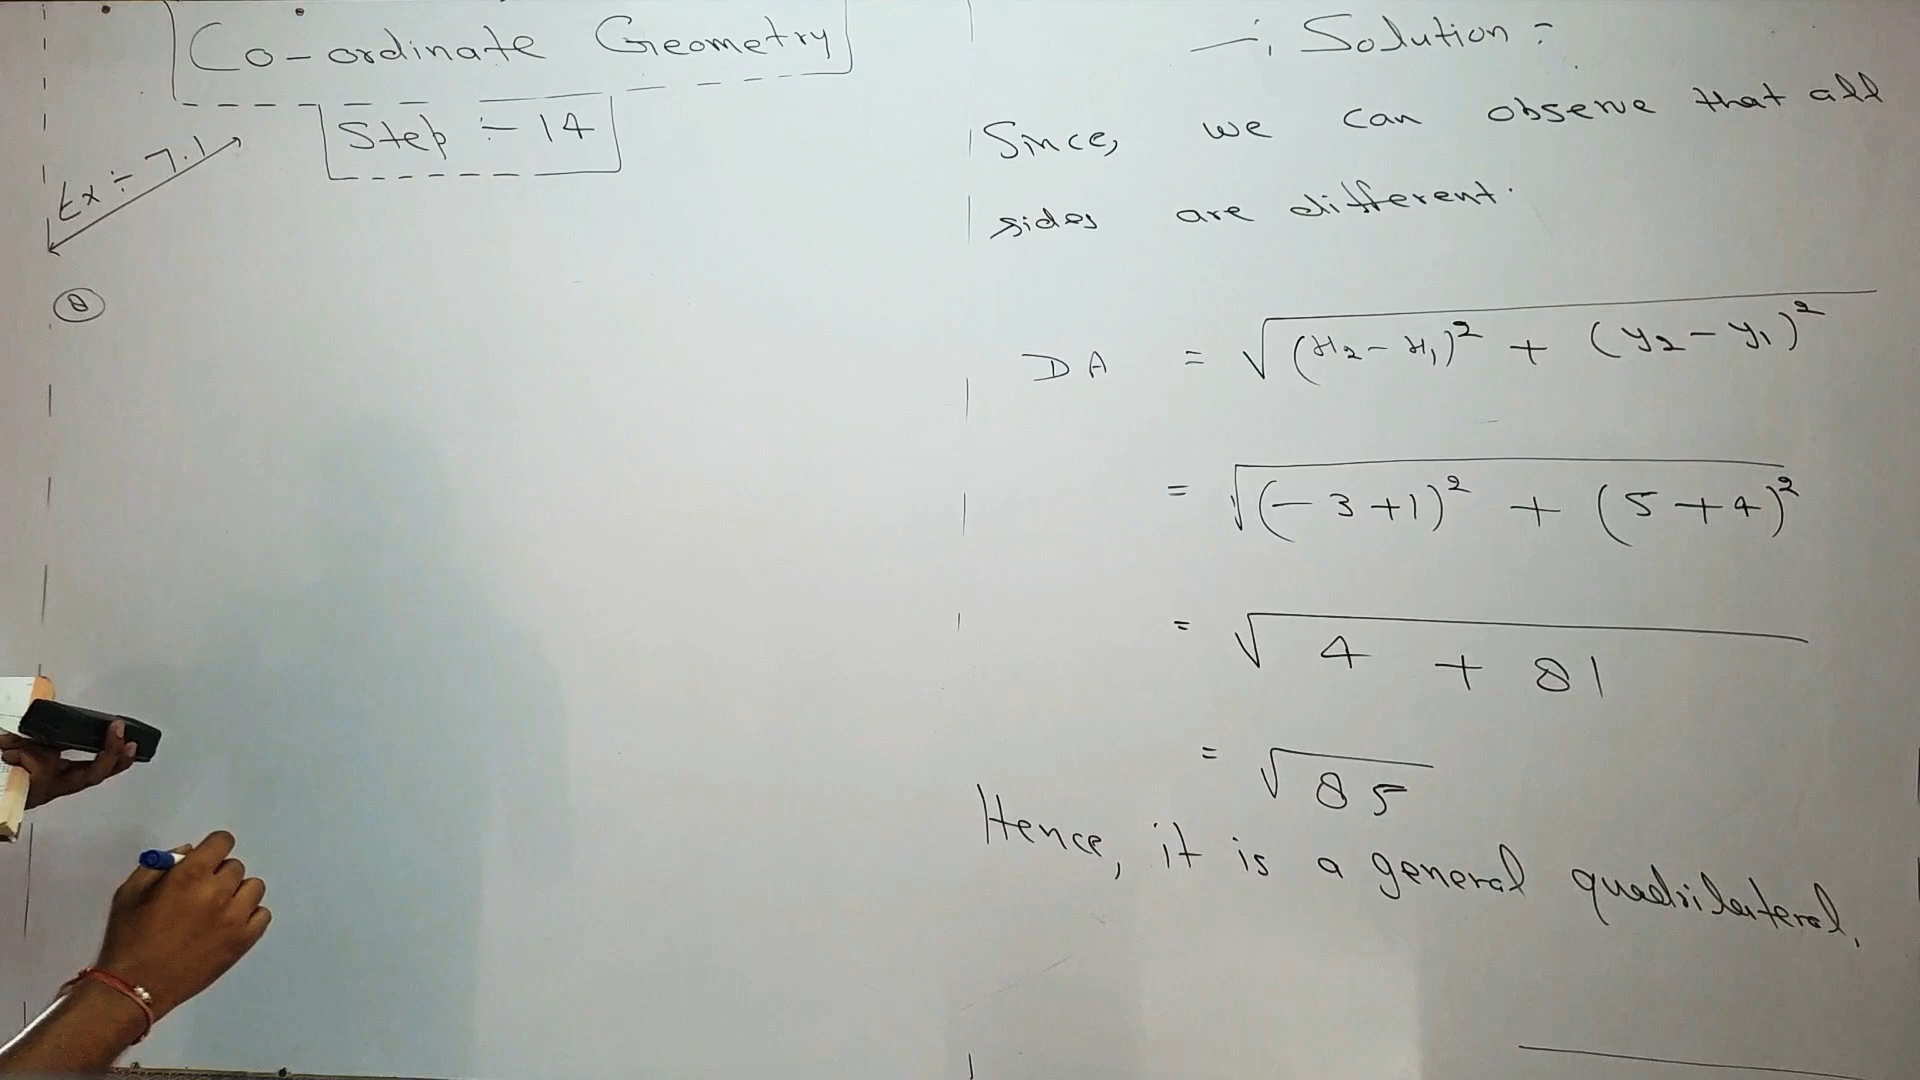 Co-ordinate Geometry
Step :- 14
Ex :- 7.1
⑧
—: Solution :-
Since, we can observe that all
sides are different.
DA = √((x₂ - x₁)² + (y₂ - y₁)²)
= √((-3+1)² + (5+4)²)
= √(4 + 81)
= √85
Hence, it is a general quadrilateral.